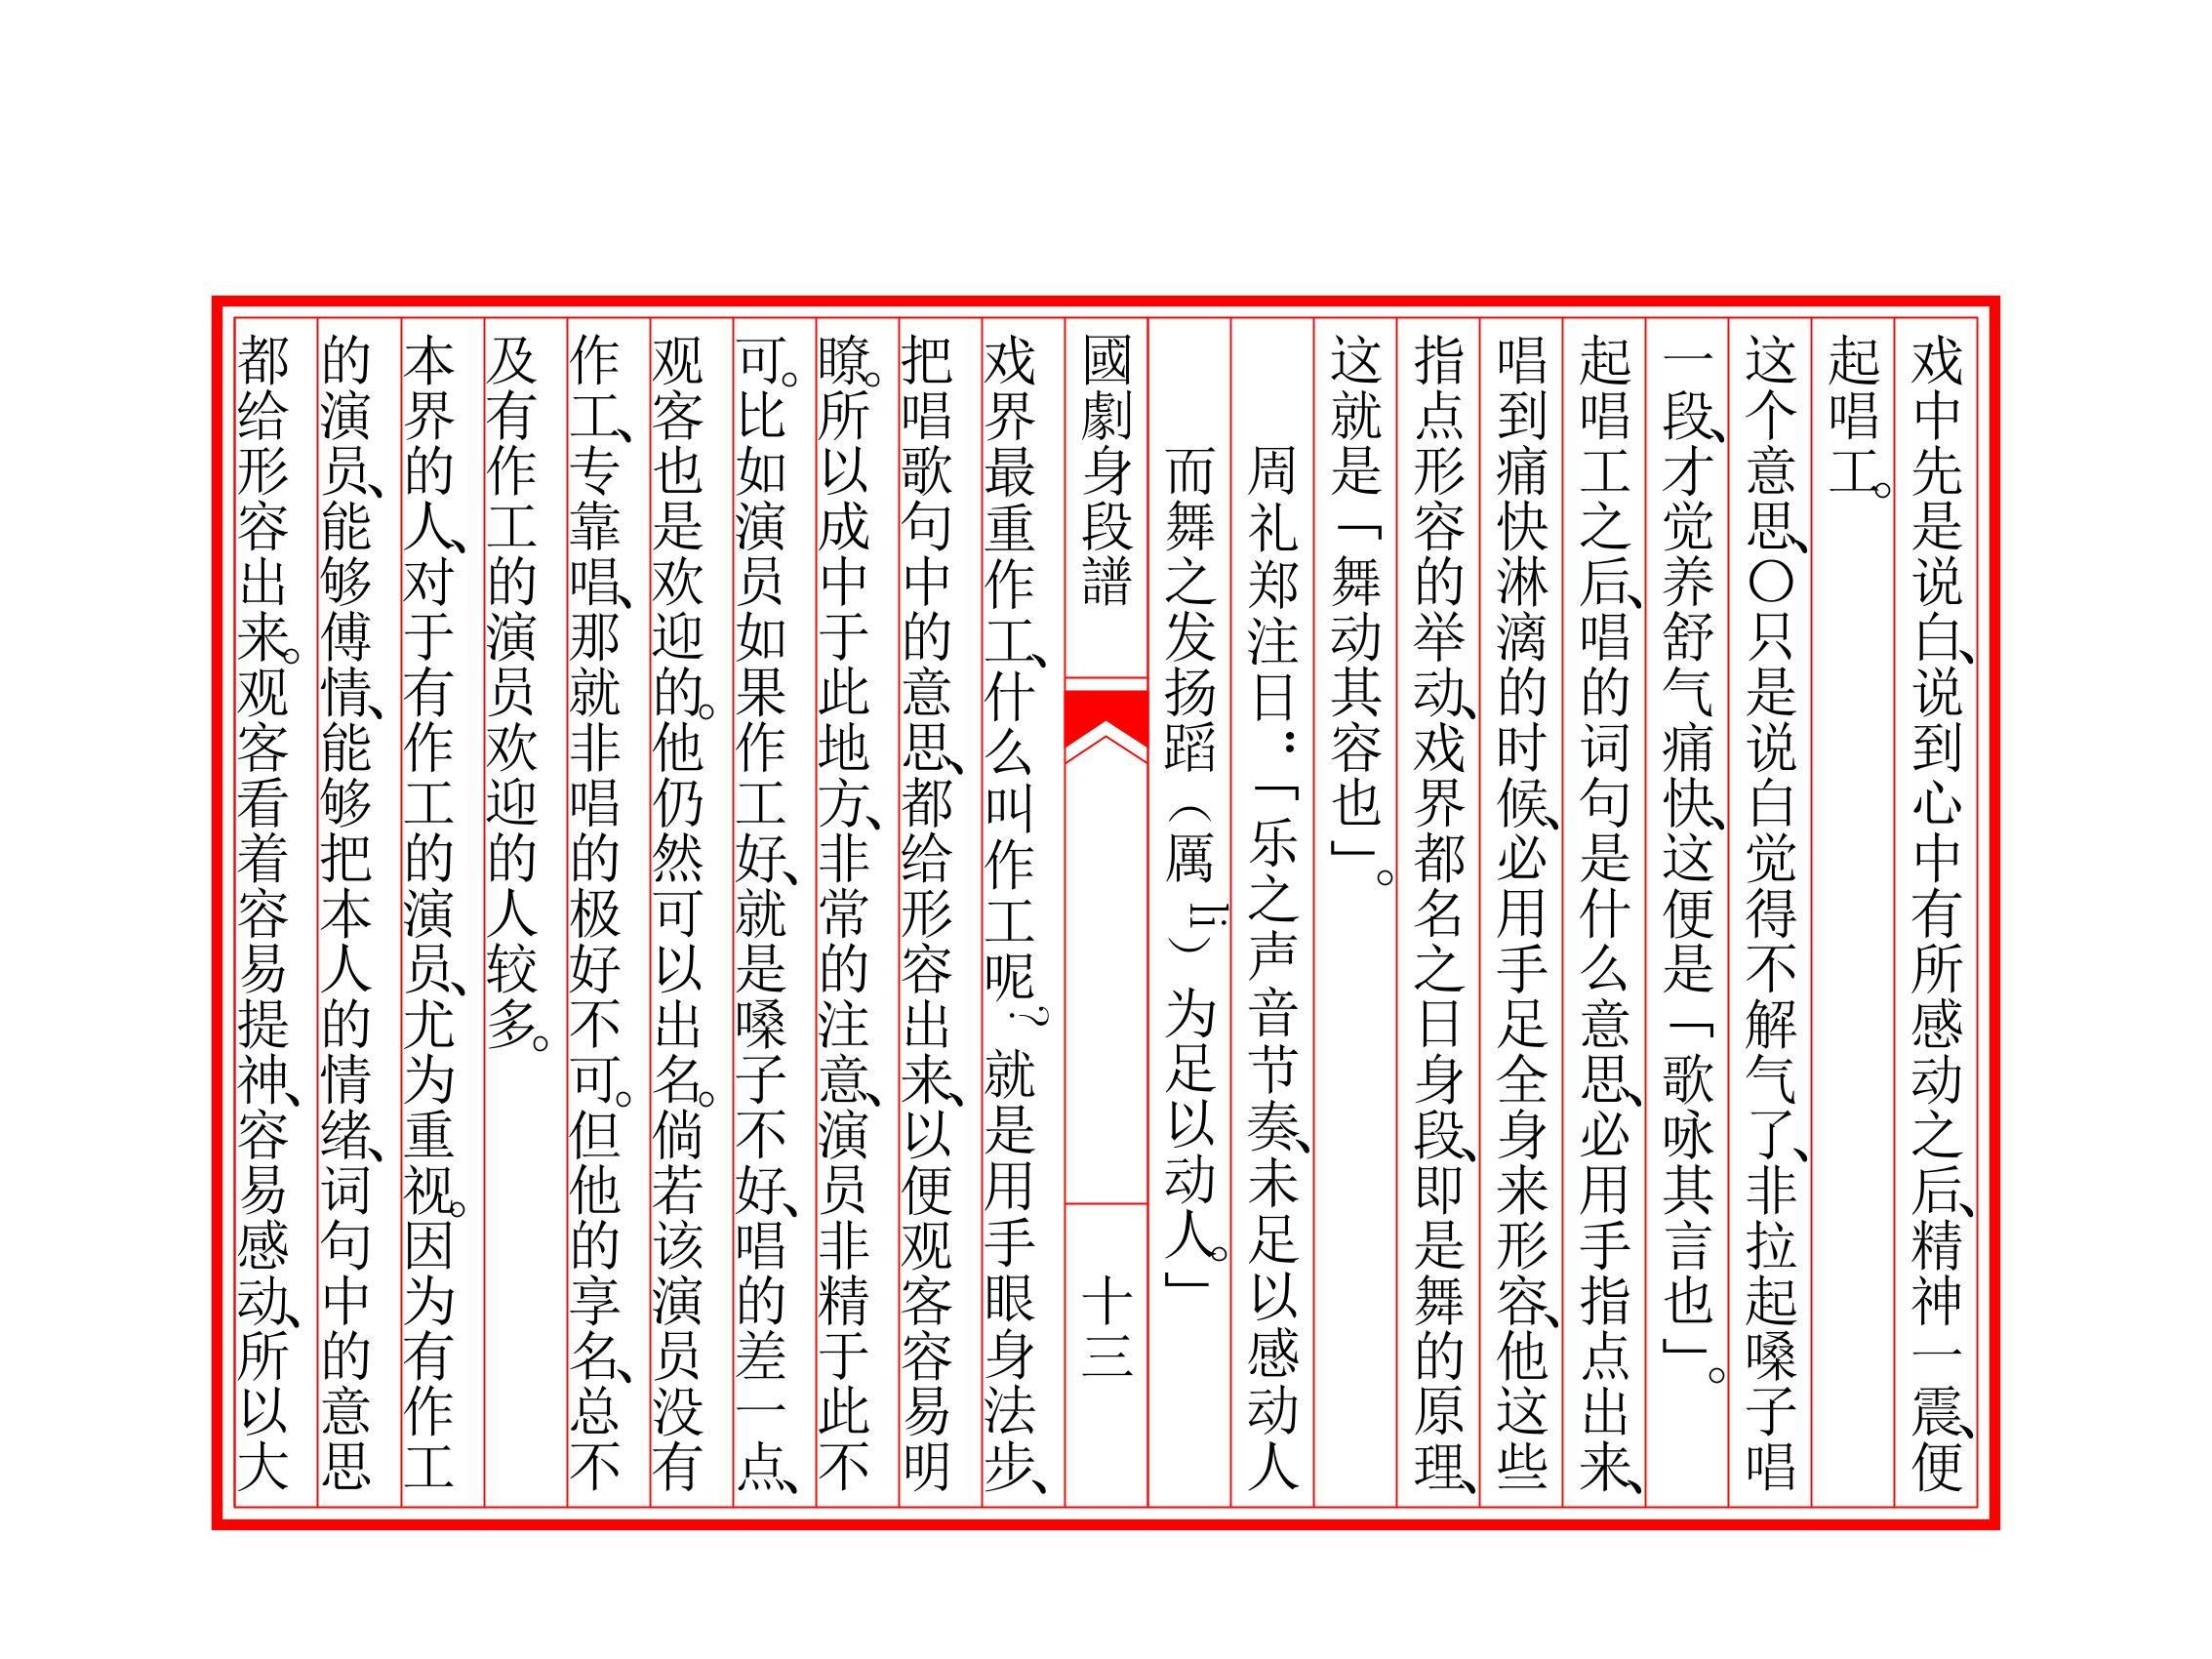 戏中先是说白、说到心中有所感动之后、精神一震、便
起唱工。
这个意思、〇只是说白觉得不解气了、非拉起嗓子唱
一段、才觉养舒气痛快、这便是「歌咏其言也」。
起唱工之后、唱的词句是什么意思、必用手指点出来、
唱到痛快淋漓的时候、必用手足全身来形容、他这些
指点形容的举动、戏界都名之日身段、即是舞的原理、
这就是「舞动其容也」。
周礼郑注日：「乐之声音节奏、未足以感动人
而舞之发扬蹈（厲 li）为足以动人。」
國劇身段譜
十三
戏界最重作工、什么叫作工呢？就是用手眼身法步、
把唱歌句中的意思、都给形容出来、以便观客容易明
瞭。所以成中于此地方、非常的注意、演员非精于此不
可。比如演员如果作工好、就是嗓子不好、唱的差一点、
观客也是欢迎的。他仍然可以出名。倘若该演员没有
作工、专靠唱、那就非唱的极好不可。但他的享名、总不
及有作工的演员欢迎的人较多。
本界的人、对于有作工的演员、尤为重视。因为有作工
的演员、能够傅情、能够把本人的情绪、词句中的意思
都给形容出来。观客看着容易提神、容易感动、所以大